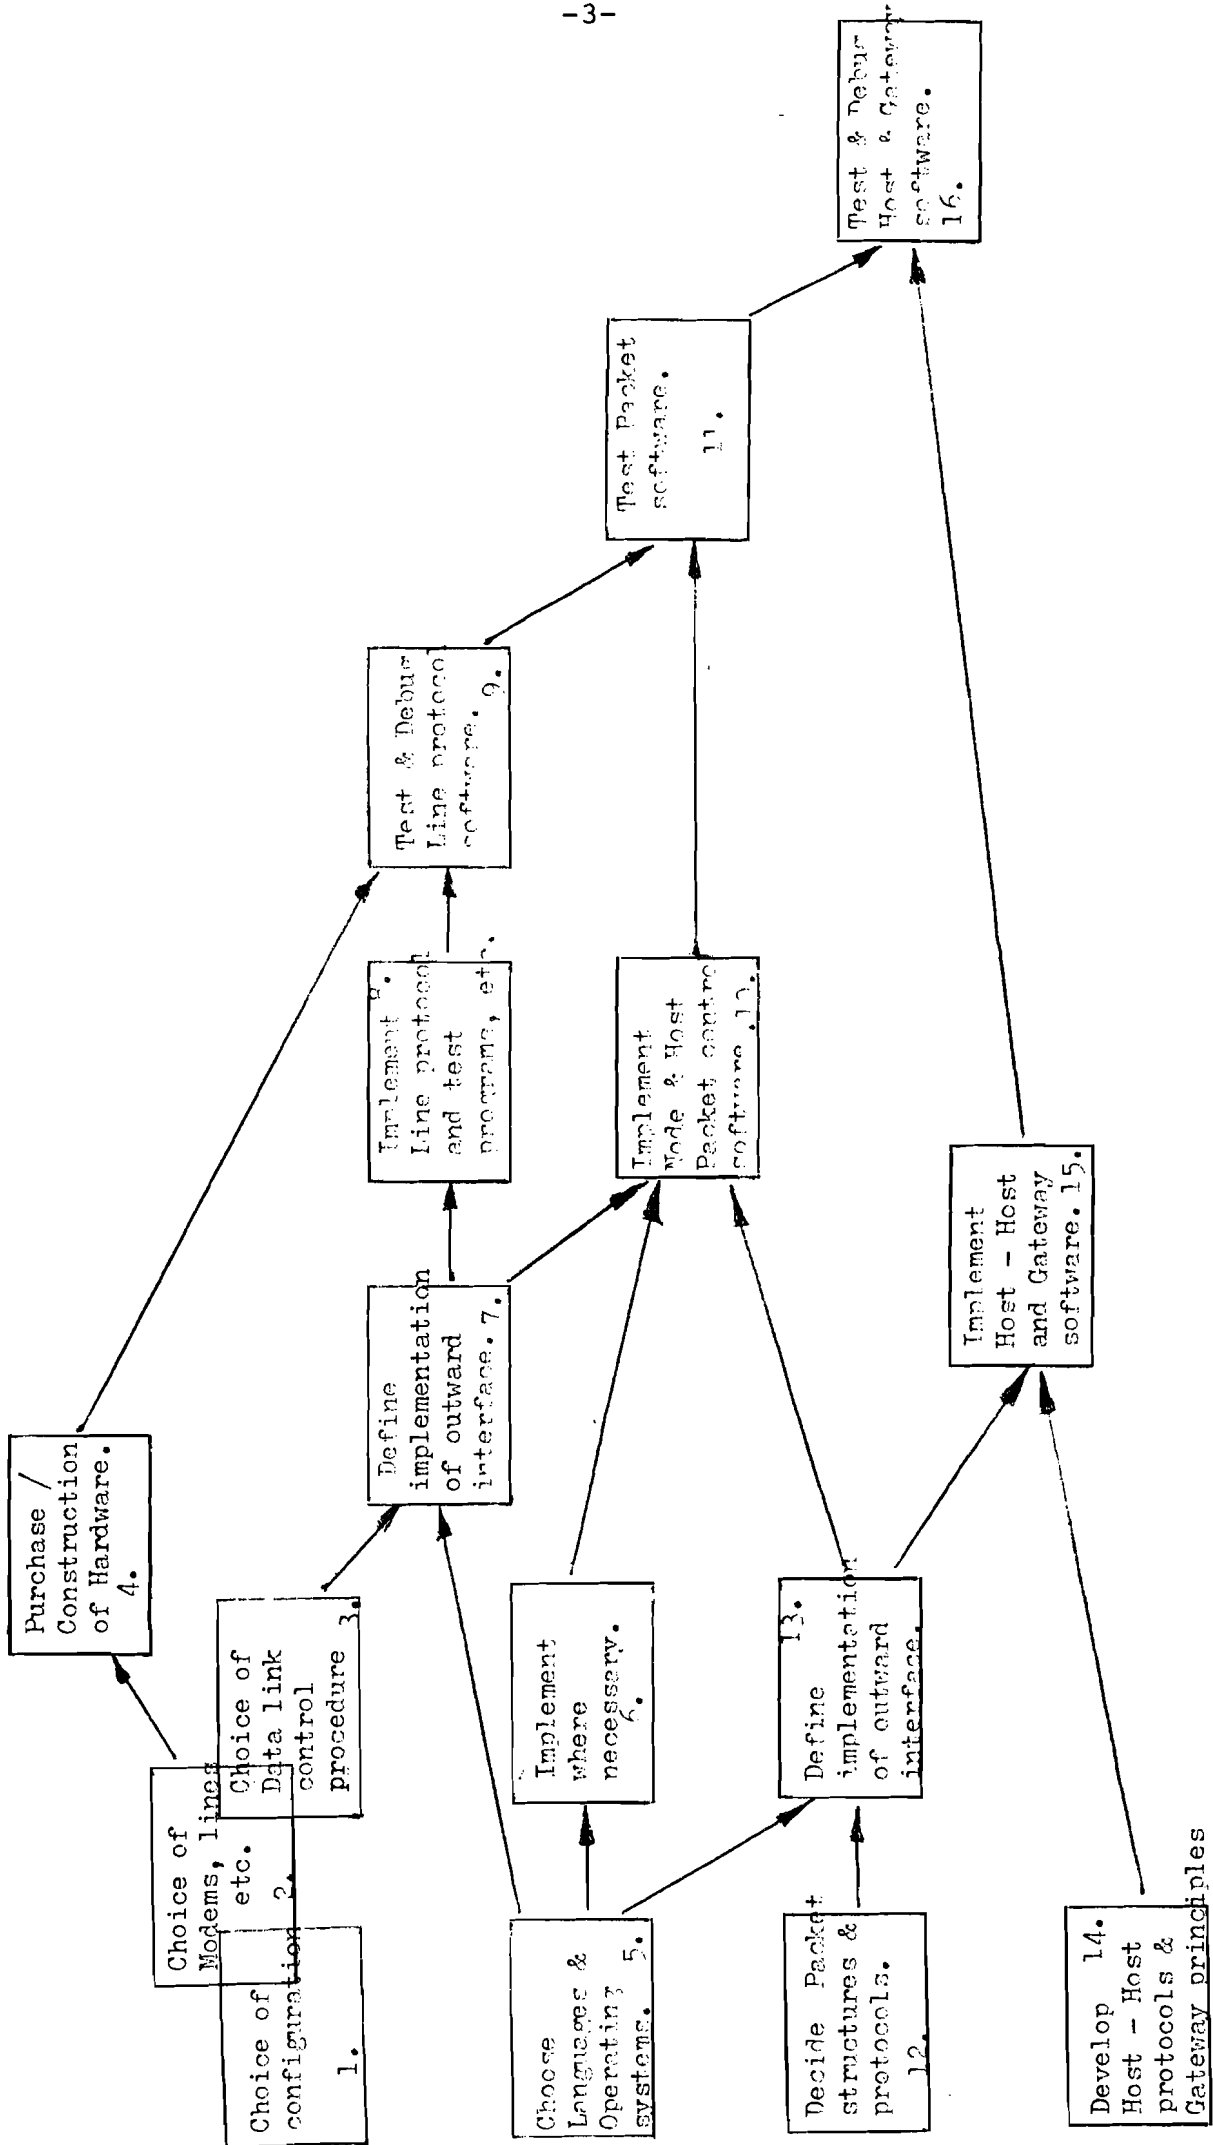 -3-
Choice of
configuration
1.
Choice of
Modems, lines
etc.
2.
Choice of
Data link
control
procedure 3.
Purchase /
Construction
of Hardware.
4.
Choose
Languages &
Operating
systems. 5.
Implement
where
necessary.
6.
Define
implementation
of outward
interface. 7.
Implement 8.
Line protocol
and test
programs, etc.
Test & Debug
Line protocol
software. 9.
Implement
Node & Host
Packet contro
software .10.
Test Packet
software.
11.
Decide Packet
structures &
protocols.
12.
Define 13.
implementation
of outward
interface.
Develop 14.
Host - Host
protocols &
Gateway principles
Implement
Host - Host
and Gateway
software. 15.
Test & Debug
Host & Gateway
software.
16.